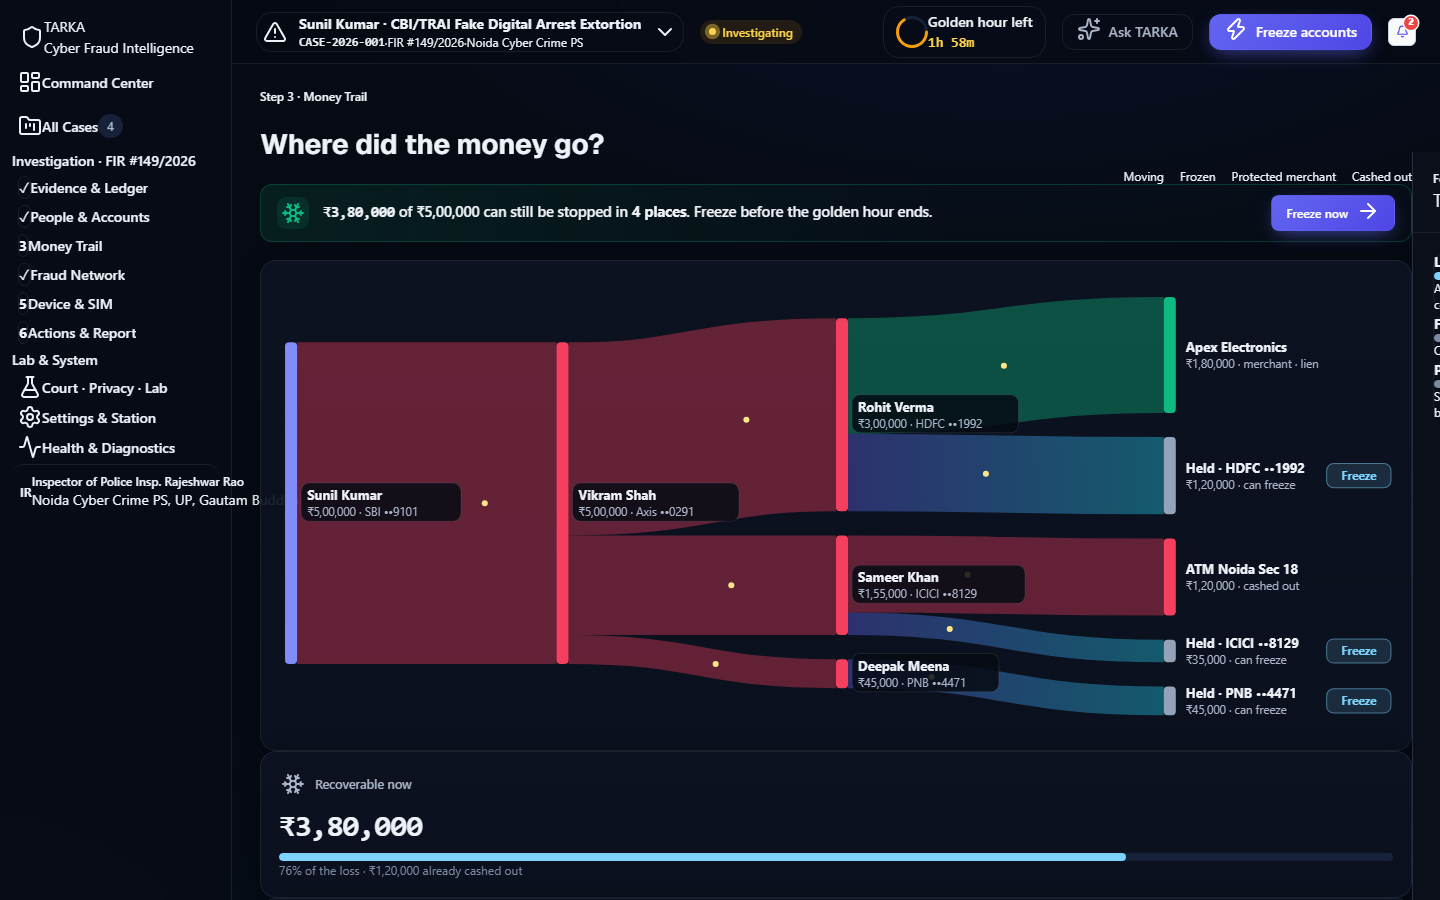 TARKA
Cyber Fraud Intelligence
Command Center
All Cases 4
Investigation · FIR #149/2026
✓Evidence & Ledger
✓People & Accounts
3Money Trail
✓Fraud Network
5Device & SIM
6Actions & Report
Lab & System
Court · Privacy · Lab
Settings & Station
Health & Diagnostics
IR
Inspector of Police Insp. Rajeshwar Rao
Noida Cyber Crime PS, UP, Gautam Budd
Sunil Kumar · CBI/TRAI Fake Digital Arrest Extortion
CASE-2026-001·FIR #149/2026·Noida Cyber Crime PS
Investigating
Golden hour left
1h 58m
Ask TARKA
Freeze accounts
2
Step 3 · Money Trail
Where did the money go?
Moving Frozen Protected merchant Cashed out
₹3,80,000 of ₹5,00,000 can still be stopped in 4 places. Freeze before the golden hour ends.
Freeze now
Sunil Kumar
₹5,00,000 · SBI ••9101
Vikram Shah
₹5,00,000 · Axis ••0291
Rohit Verma
₹3,00,000 · HDFC ••1992
Sameer Khan
₹1,55,000 · ICICI ••8129
Deepak Meena
₹45,000 · PNB ••4471
Apex Electronics
₹1,80,000 · merchant · lien
Held · HDFC ••1992
₹1,20,000 · can freeze
Freeze
ATM Noida Sec 18
₹1,20,000 · cashed out
Held · ICICI ••8129
₹35,000 · can freeze
Freeze
Held · PNB ••4471
₹45,000 · can freeze
Freeze
Recoverable now
₹3,80,000
76% of the loss · ₹1,20,000 already cashed out